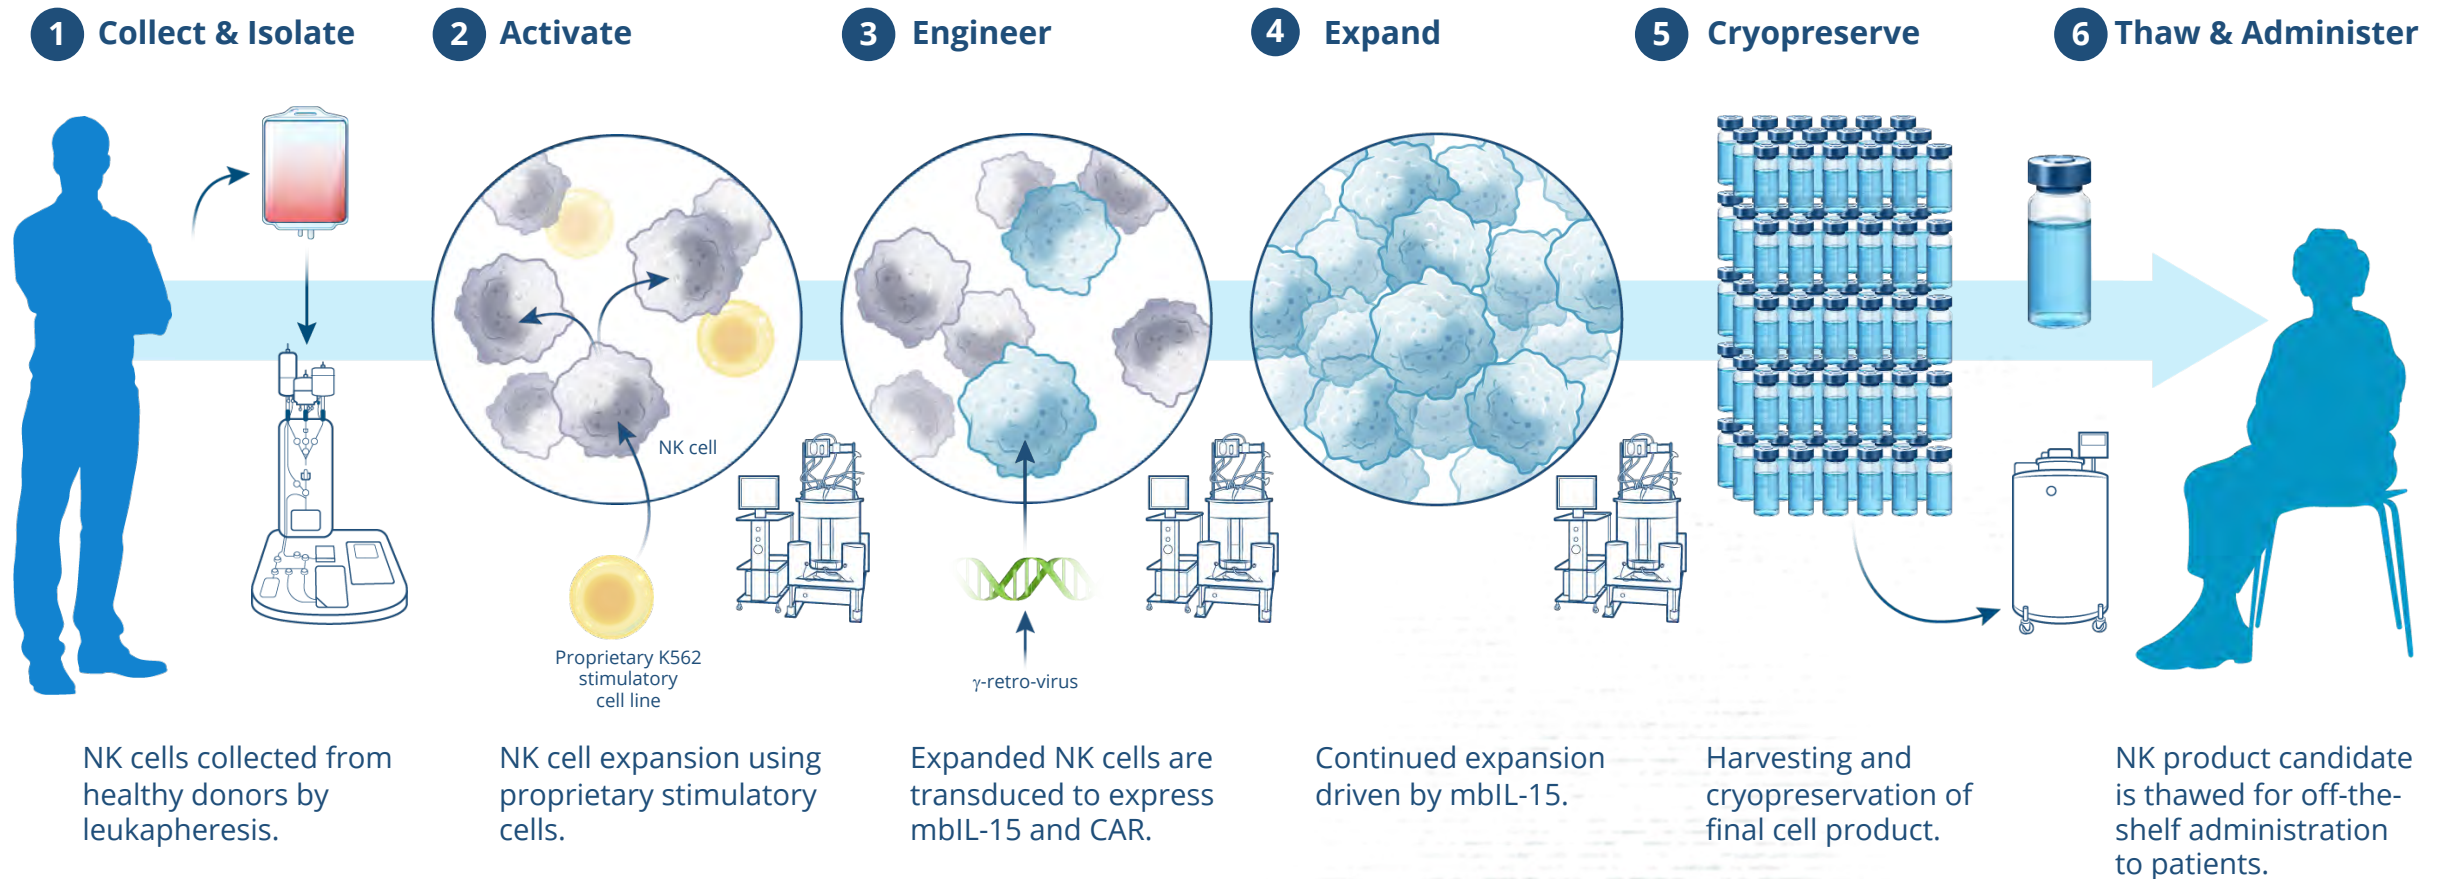 1 Collect & Isolate
2 Activate
3 Engineer
4 Expand
5 Cryopreserve
6 Thaw & Administer
NK cell
Proprietary K562
stimulatory
cell line
γ-retro-virus
NK cells collected from
healthy donors by
leukapheresis.
NK cell expansion using
proprietary stimulatory
cells.
Expanded NK cells are
transduced to express
mbIL-15 and CAR.
Continued expansion
driven by mbIL-15.
Harvesting and
cryopreservation of
final cell product.
NK product candidate
is thawed for off-the-
shelf administration
to patients.